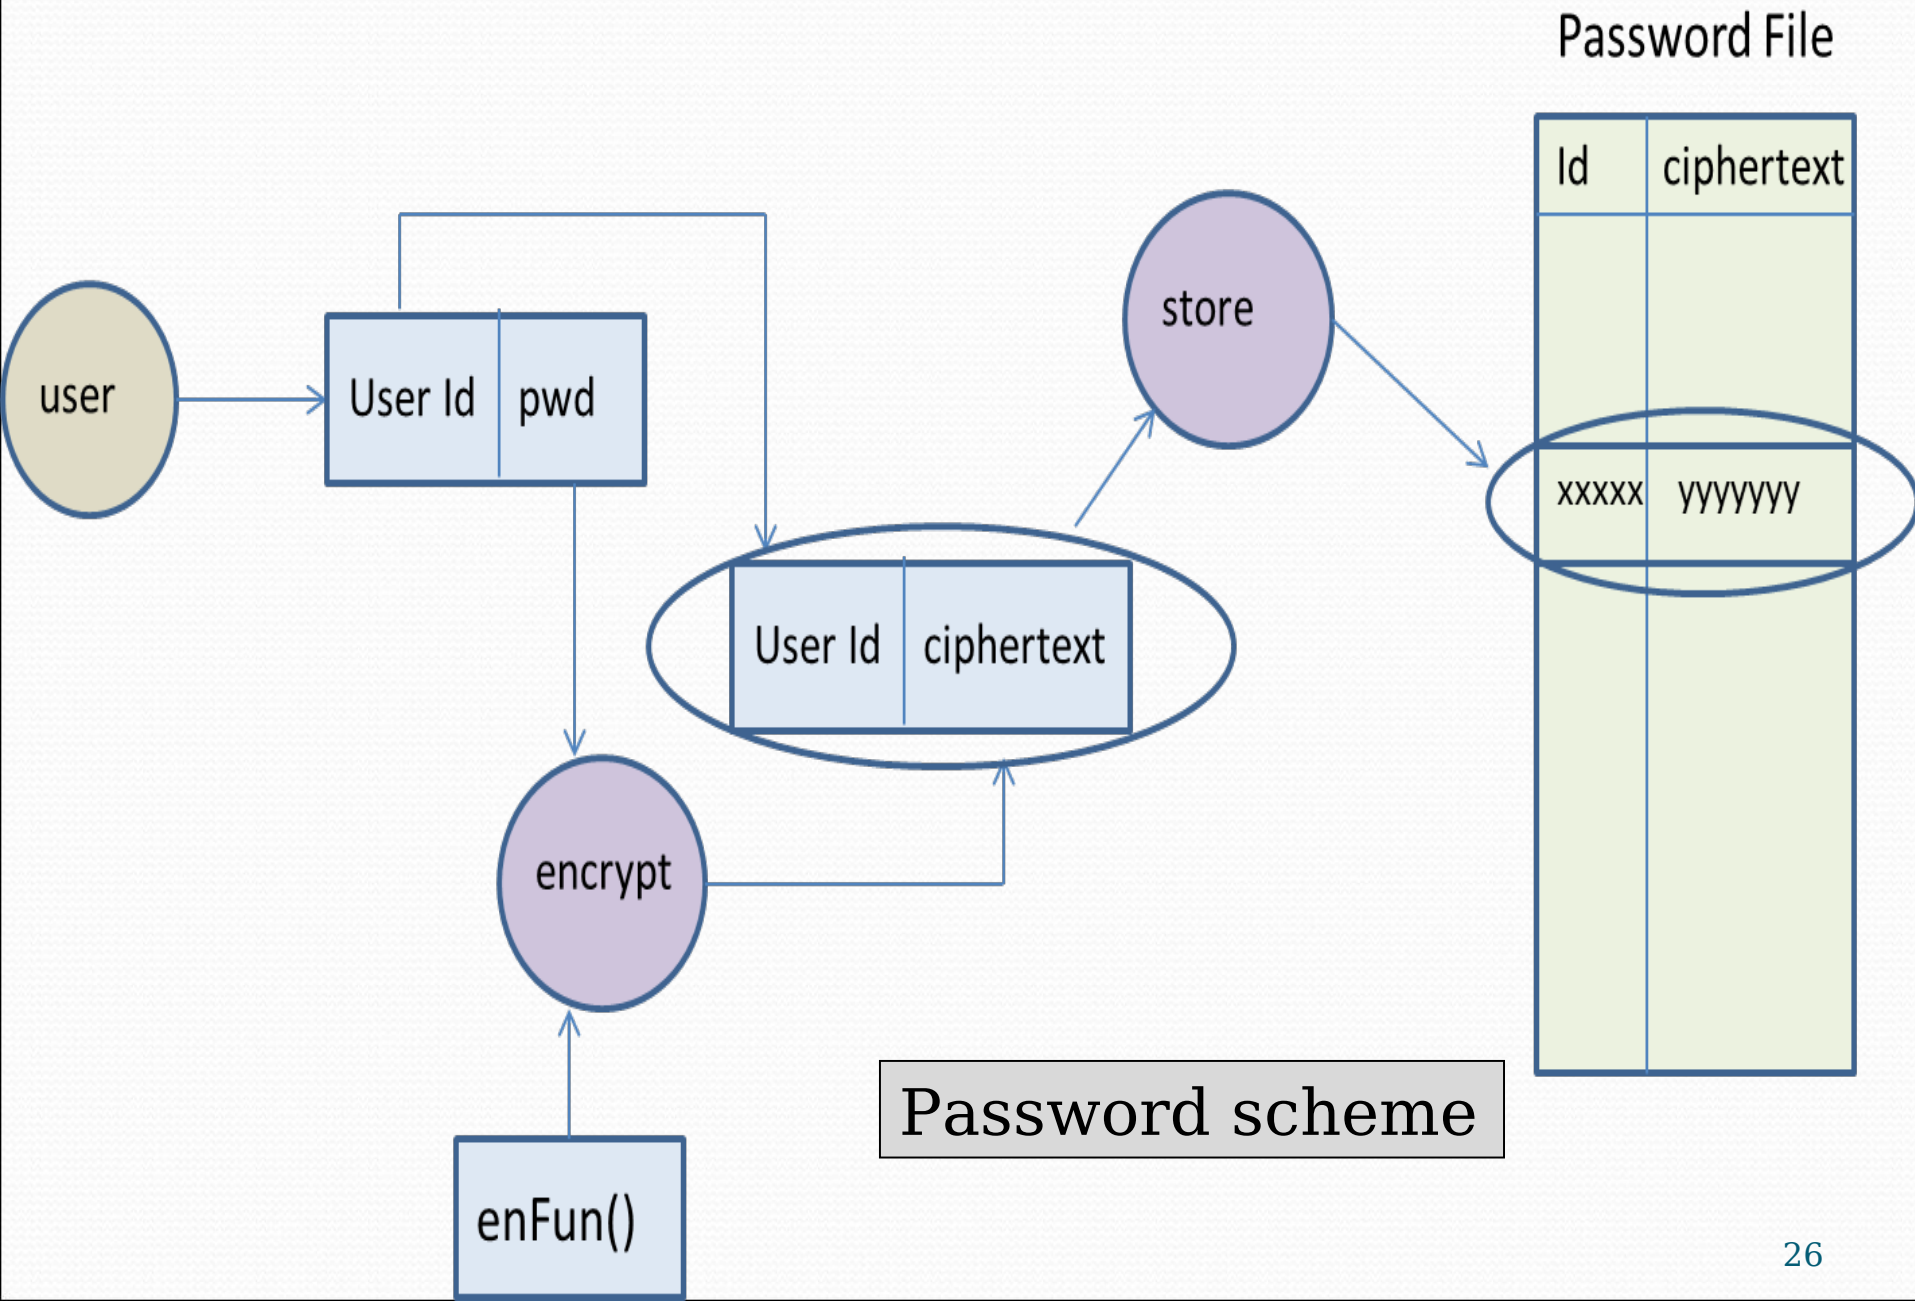 Password File
Id ciphertext
store
user
User Id pwd
xxxxx yyyyyyy
User Id ciphertext
encrypt
Password scheme
enFun()
26